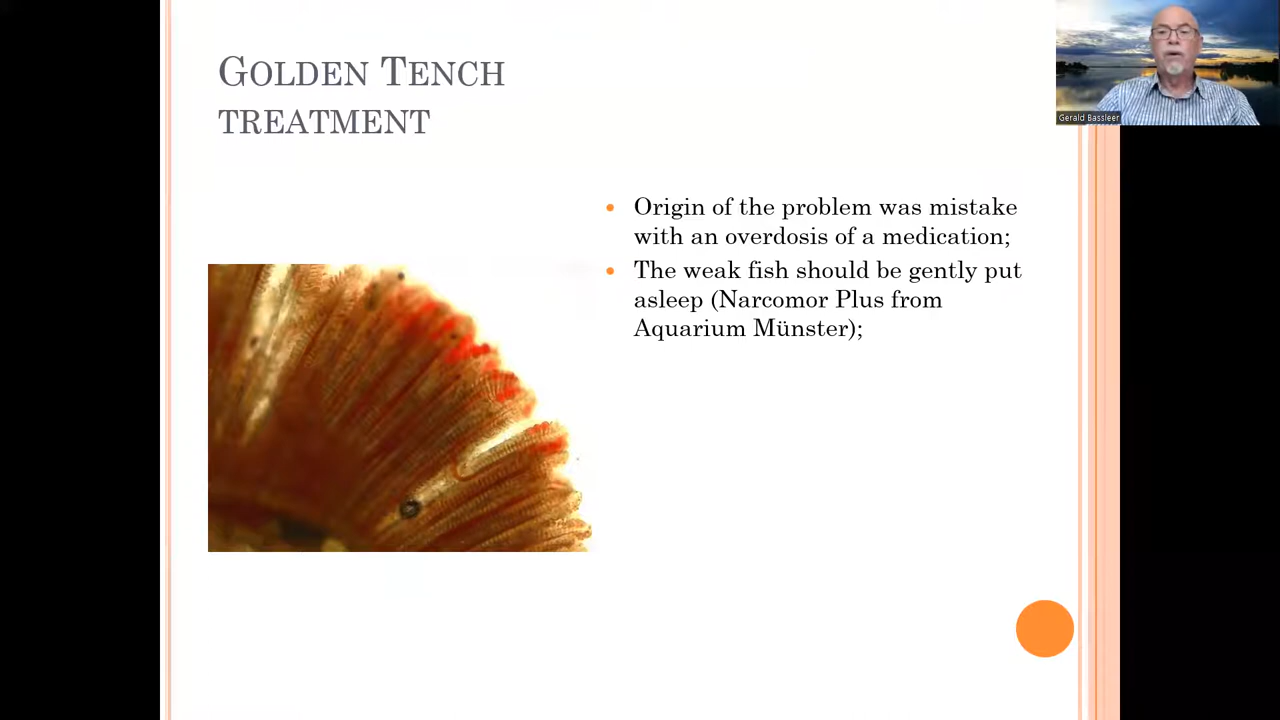 GOLDEN TENCH
TREATMENT
Gerald Bassleer
• Origin of the problem was mistake
with an overdosis of a medication;
• The weak fish should be gently put
asleep (Narcomor Plus from
Aquarium Münster);